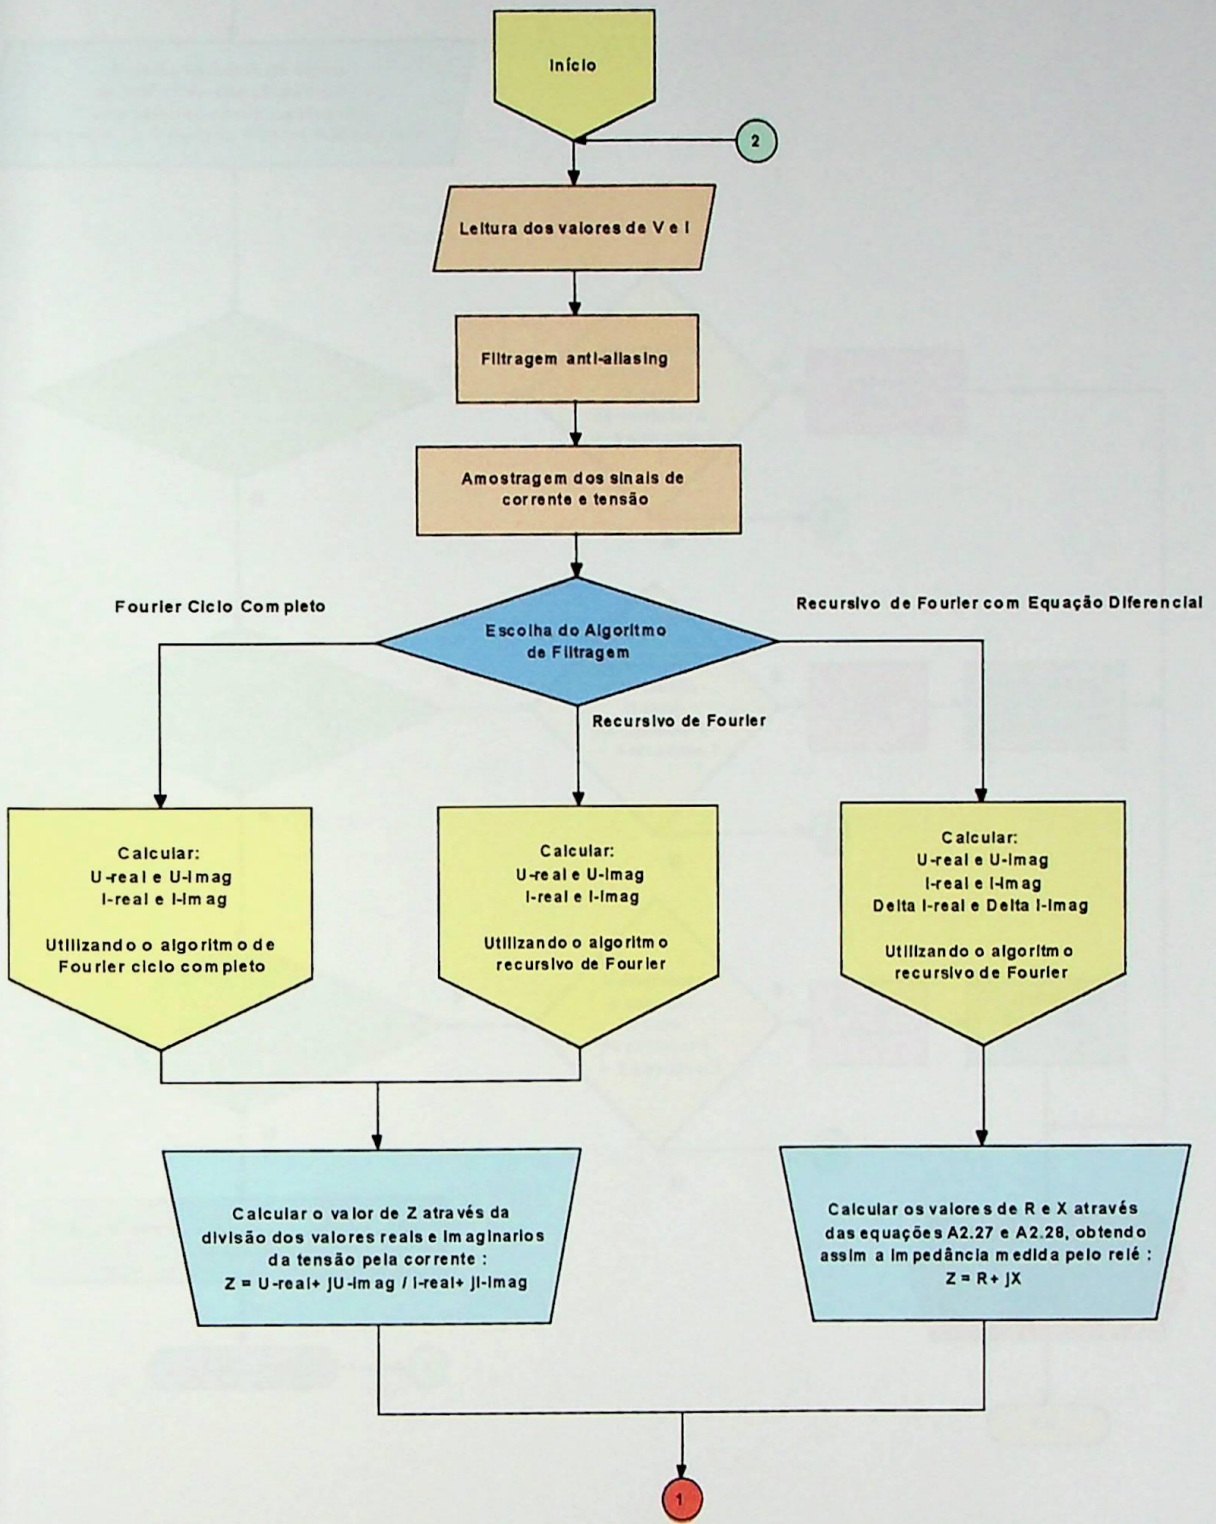 Início
2
Leitura dos valores de V e I
Filtragem anti-aliasing
Amostragem dos sinais de
corrente e tensão
Fourier Ciclo Completo
Recursivo de Fourier com Equação Diferencial
Escolha do Algoritmo
de Filtragem
Recursivo de Fourier
Calcular:
U-real e U-imag
I-real e I-imag
Utilizando o algoritmo de
Fourier ciclo completo
Calcular:
U-real e U-imag
I-real e I-imag
Utilizando o algoritmo
recursivo de Fourier
Calcular:
U-real e U-imag
I-real e I-imag
Delta I-real e Delta I-imag
Utilizando o algoritmo
recursivo de Fourier
Calcular o valor de Z através da
divisão dos valores reais e imaginarios
da tensão pela corrente :
Z = U-real+ jU-imag / I-real+ jI-imag
Calcular os valores de R e X através
das equações A2.27 e A2.28, obtendo
assim a impedância medida pelo relé :
Z = R+ jX
1